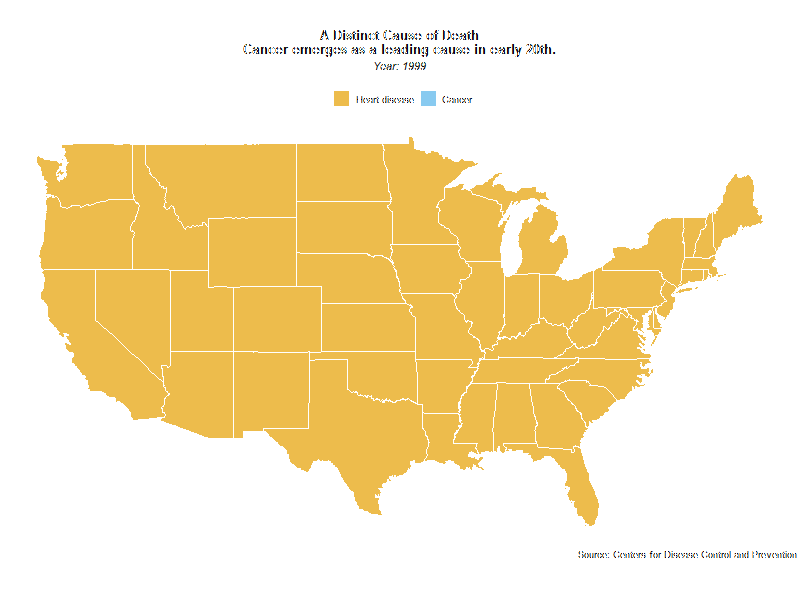 A Distinct Cause of Death
Cancer emerges as a leading cause in early 20th.
Year: 1999
Heart disease Cancer
Source: Centers for Disease Control and Prevention